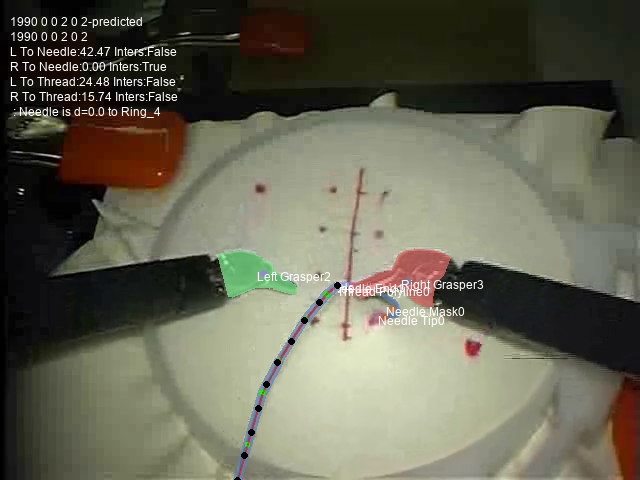 1990 0 0 2 0 2-predicted
1990 0 0 2 0 2
L To Needle:42.47 Inters:False
R To Needle:0.00 Inters:True
L To Thread:24.48 Inters:False
R To Thread:15.74 Inters:False
: Needle is d=0.0 to Ring_4
Left Grasper2
Right Grasper3
Thread Polyline0
Needle Mask0
Needle Tip0